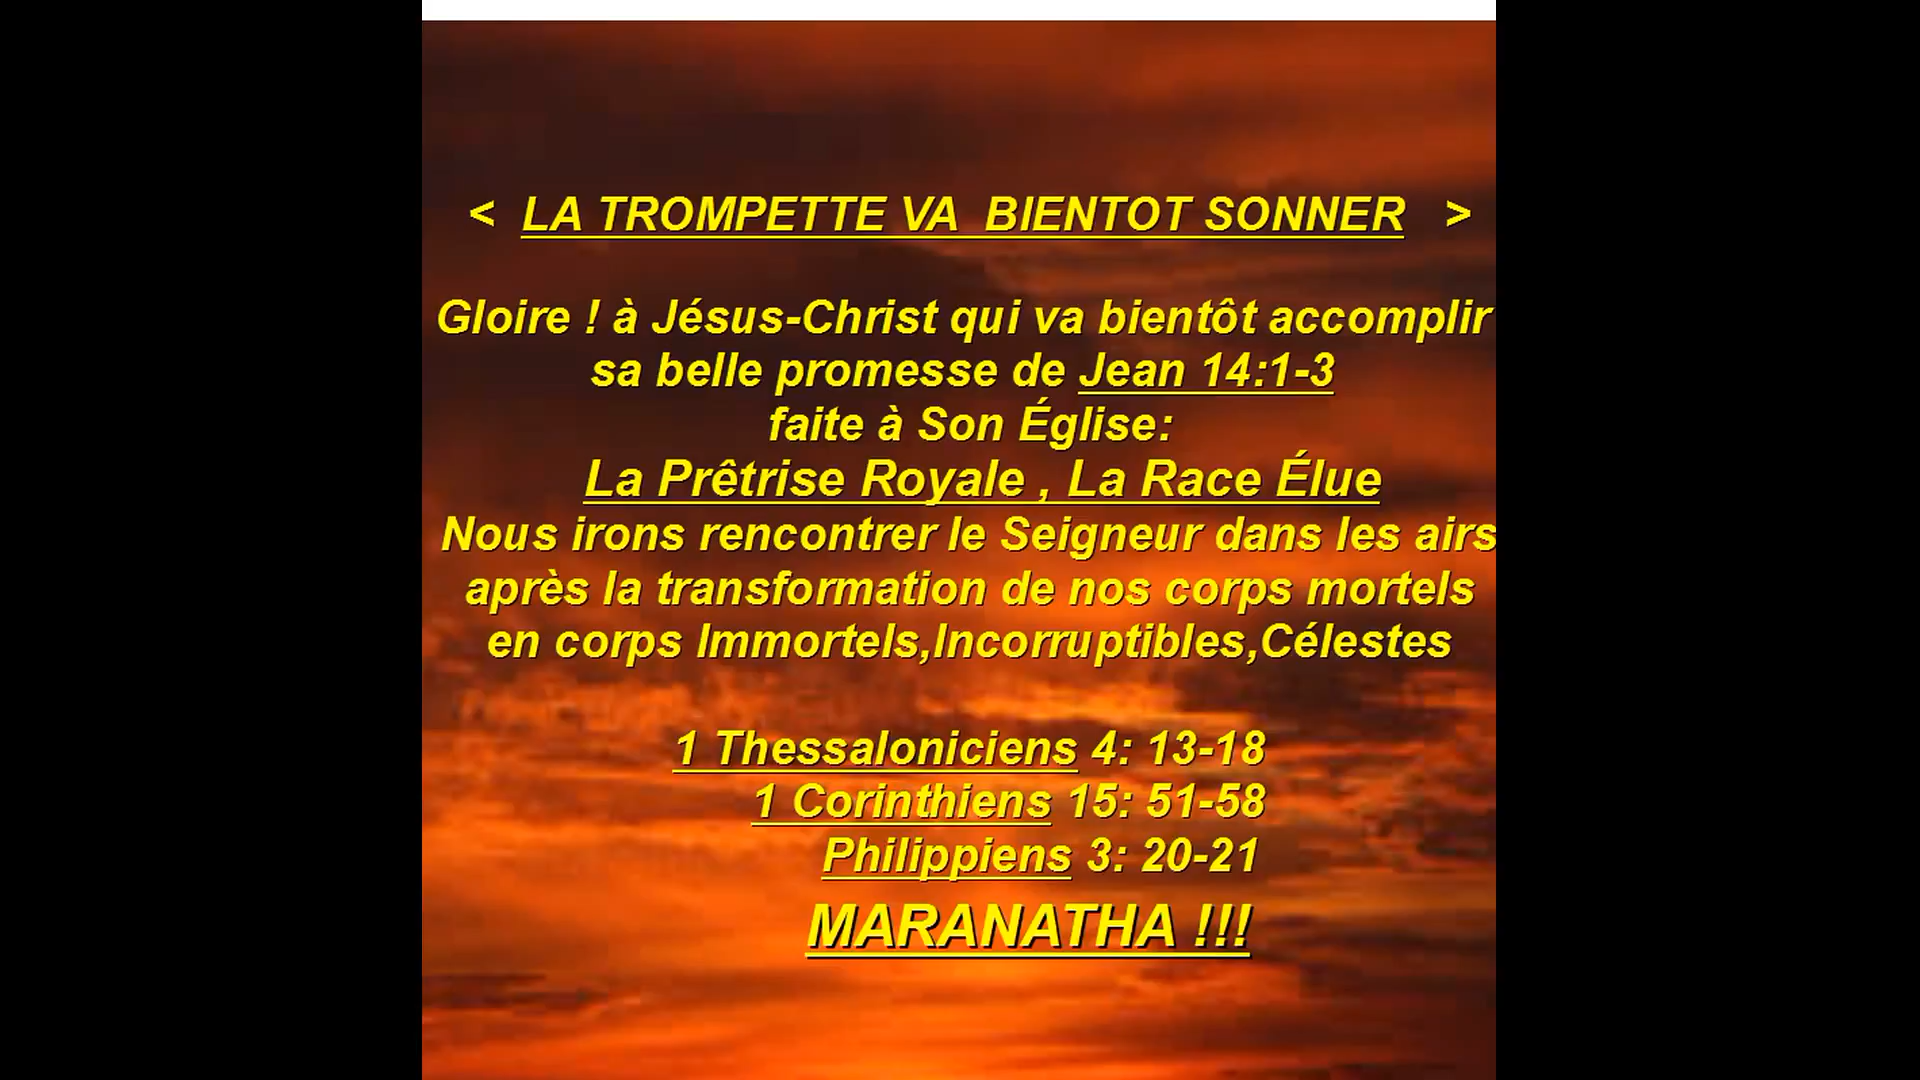 < LA TROMPETTE VA BIENTOT SONNER >
Gloire ! à Jésus-Christ qui va bientôt accomplir
sa belle promesse de Jean 14:1-3
faite à Son Église:
La Prêtrise Royale , La Race Élue
Nous irons rencontrer le Seigneur dans les airs
après la transformation de nos corps mortels
en corps Immortels,Incorruptibles,Célestes
1 Thessaloniciens 4: 13-18
1 Corinthiens 15: 51-58
Philippiens 3: 20-21
MARANATHA !!!